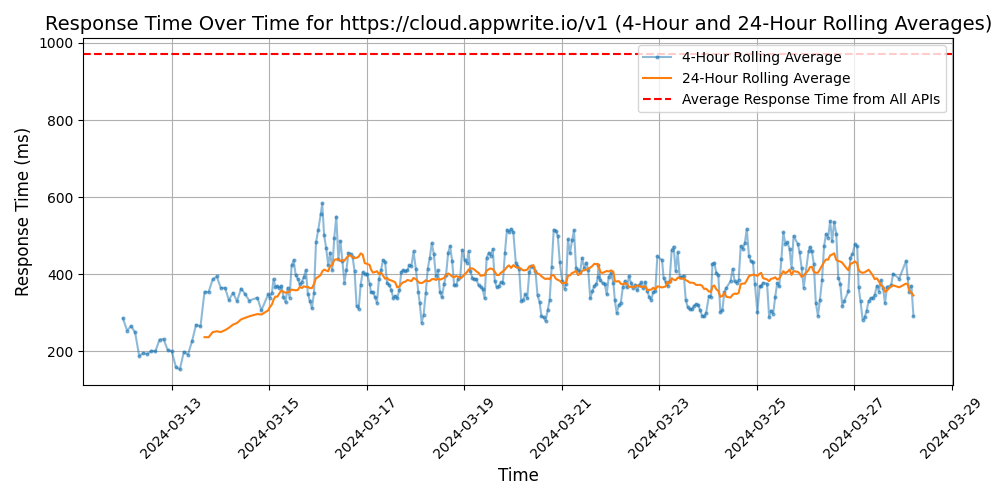 Response Time Over Time for https://cloud.appwrite.io/v1 (4-Hour and 24-Hour Rolling Averages)
4-Hour Rolling Average
24-Hour Rolling Average
Average Response Time from All APIs
Response Time (ms)
1000
800
600
400
200
2024-03-13
2024-03-15
2024-03-17
2024-03-19
2024-03-21
2024-03-23
2024-03-25
2024-03-27
2024-03-29
Time